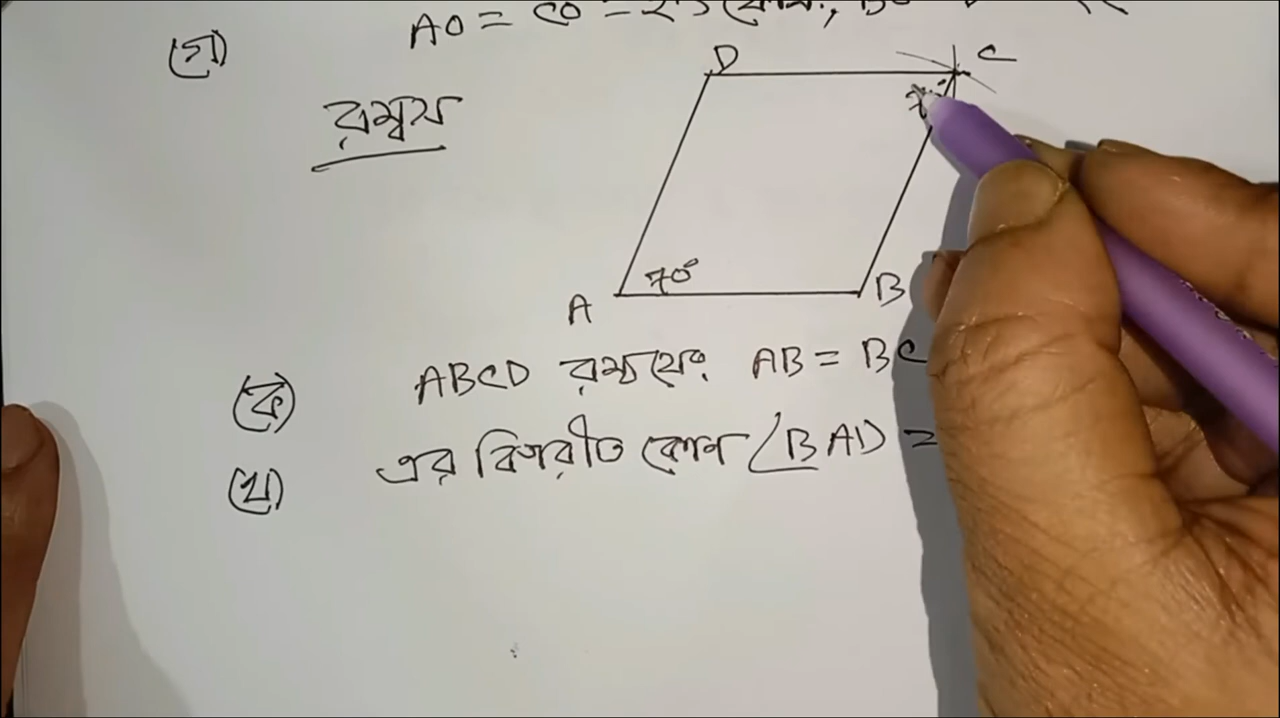 AO = CO =
(গ)
রম্বস
D C
70°
A B
(ক) ABCD রম্বসের AB = BC
(খ) এর বিপরীত কোণ ∠BAD =